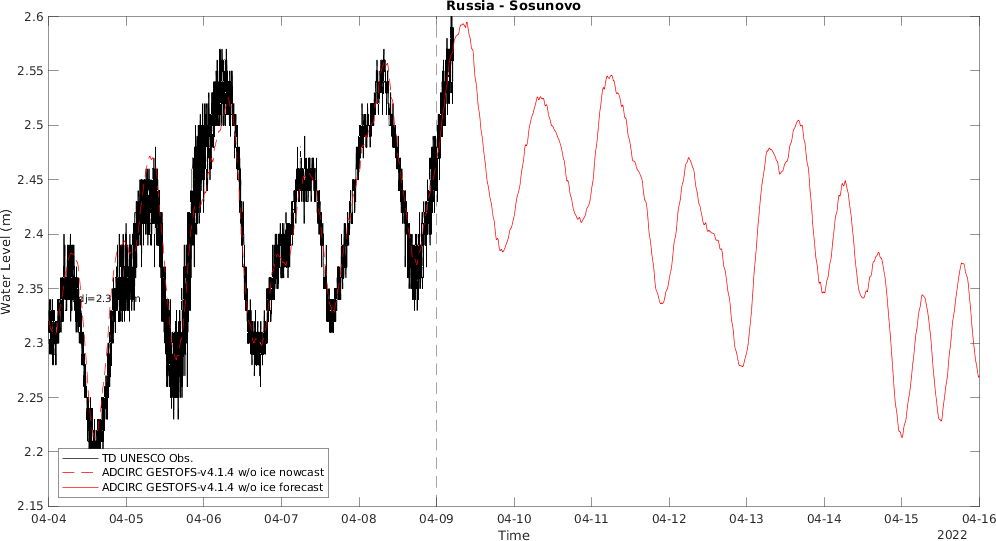 Russia - Sosunovo
2.6
2.55
2.5
2.45
2.4
2.35
2.3
2.25
2.2
2.15
Water Level (m)
TD UNESCO Obs.
ADCIRC GESTOFS-v4.1.4 w/o ice nowcast
ADCIRC GESTOFS-v4.1.4 w/o ice forecast
04-04 04-05 04-06 04-07 04-08 04-09 04-10 04-11 04-12 04-13 04-14 04-15 04-16
Time
2022